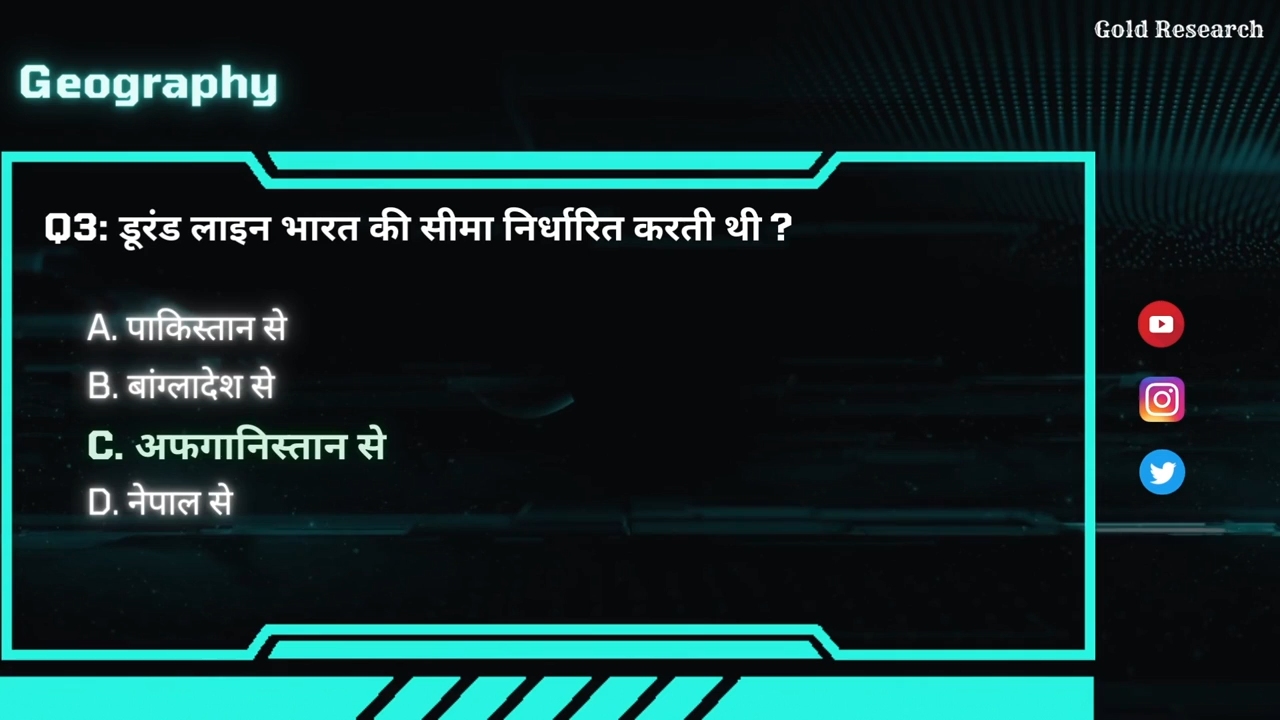 Gold Research
Geography
Q3: डूरंड लाइन भारत की सीमा निर्धारित करती थी ?
A. पाकिस्तान से
B. बांग्लादेश से
C. अफगानिस्तान से
D. नेपाल से